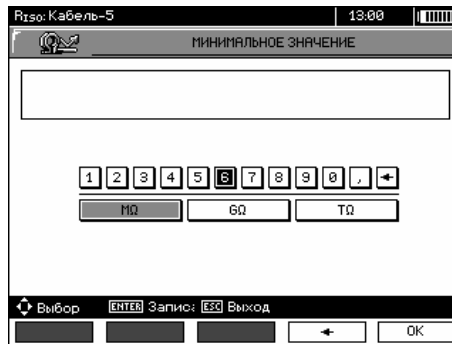 RISO: Кабель-5 13:00
МИНИМАЛЬНОЕ ЗНАЧЕНИЕ
1 2 3 4 5 6 7 8 9 0 , ←
MΩ GΩ TΩ
Выбор ENTER Запись ESC Выход
← OK